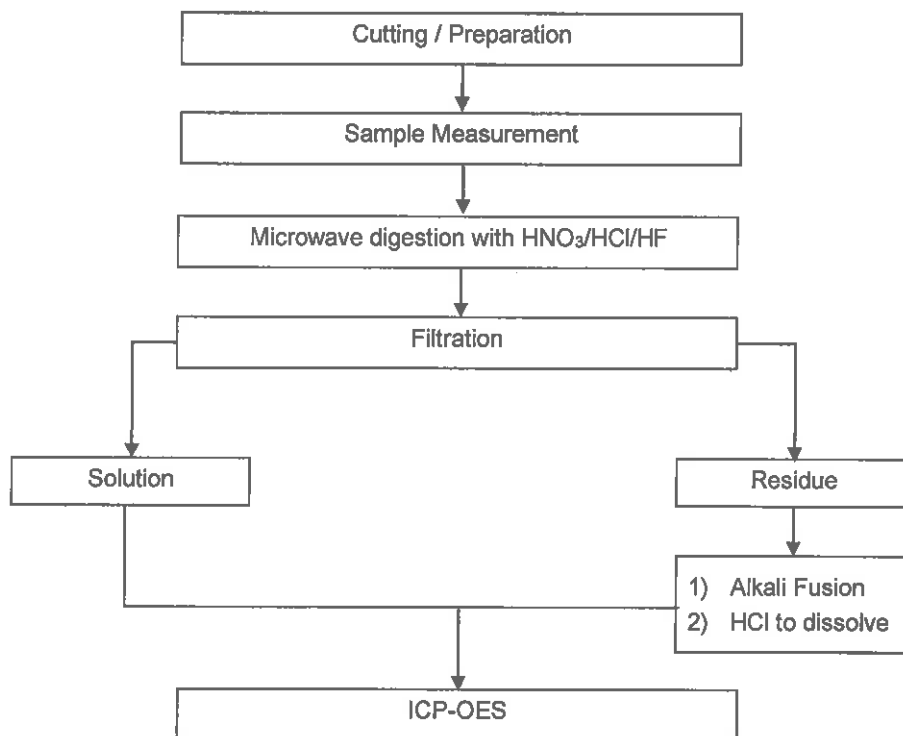 Cutting / Preparation
Sample Measurement
Microwave digestion with HNO₃/HCl/HF
Filtration
Solution
Residue
1) Alkali Fusion
2) HCl to dissolve
ICP-OES